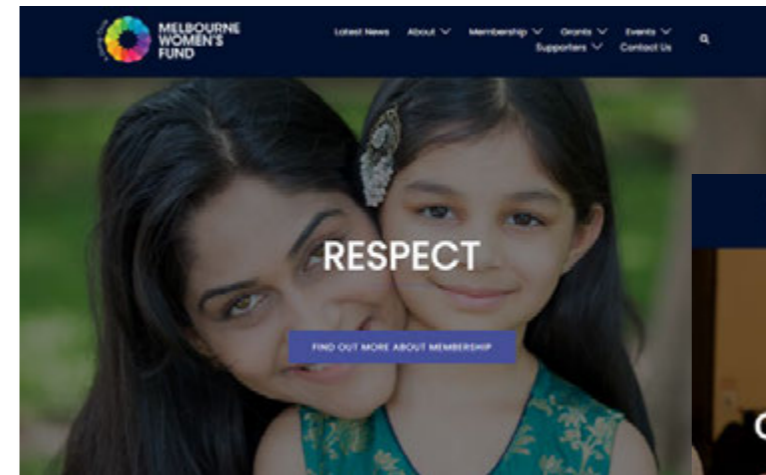 MELBOURNE
WOMEN'S
FUND
Latest News About Membership Grants Events
Supporters Contact Us
RESPECT
FIND OUT MORE ABOUT MEMBERSHIP